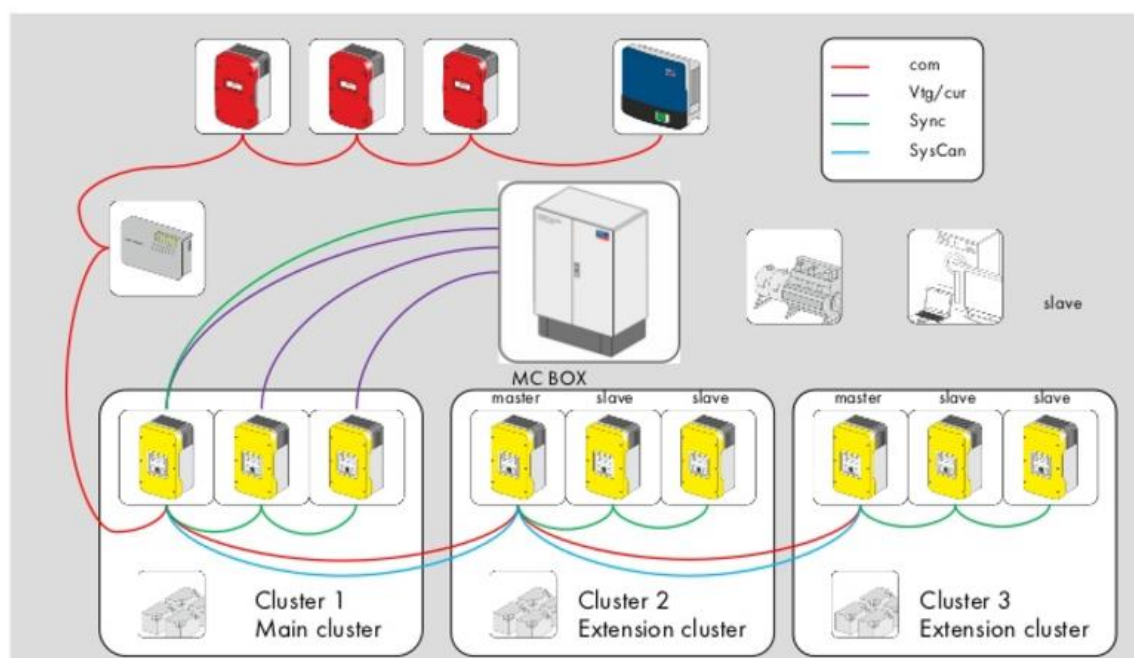 com
Vtg/cur
Sync
SysCan
slave
MC BOX
master slave slave
master slave slave
Cluster 1
Main cluster
Cluster 2
Extension cluster
Cluster 3
Extension cluster